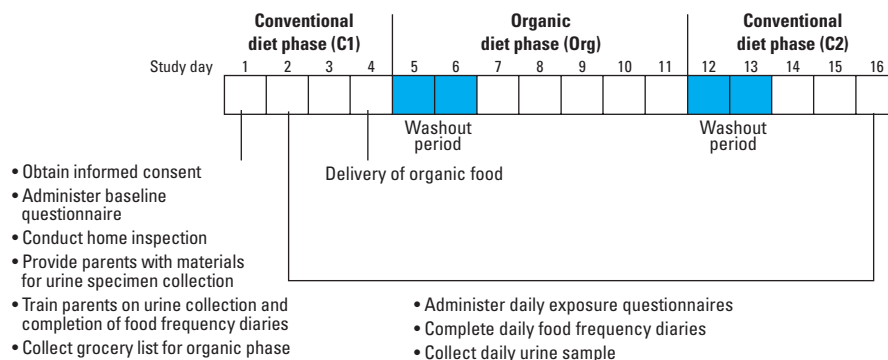 Conventional
diet phase (C1)
Organic
diet phase (Org)
Conventional
diet phase (C2)
Study day 1 2 3 4 5 6 7 8 9 10 11 12 13 14 15 16
Washout
period
Washout
period
Delivery of organic food
• Obtain informed consent
• Administer baseline
questionnaire
• Conduct home inspection
• Provide parents with materials
for urine specimen collection
• Train parents on urine collection and
completion of food frequency diaries
• Collect grocery list for organic phase
• Administer daily exposure questionnaires
• Complete daily food frequency diaries
• Collect daily urine sample